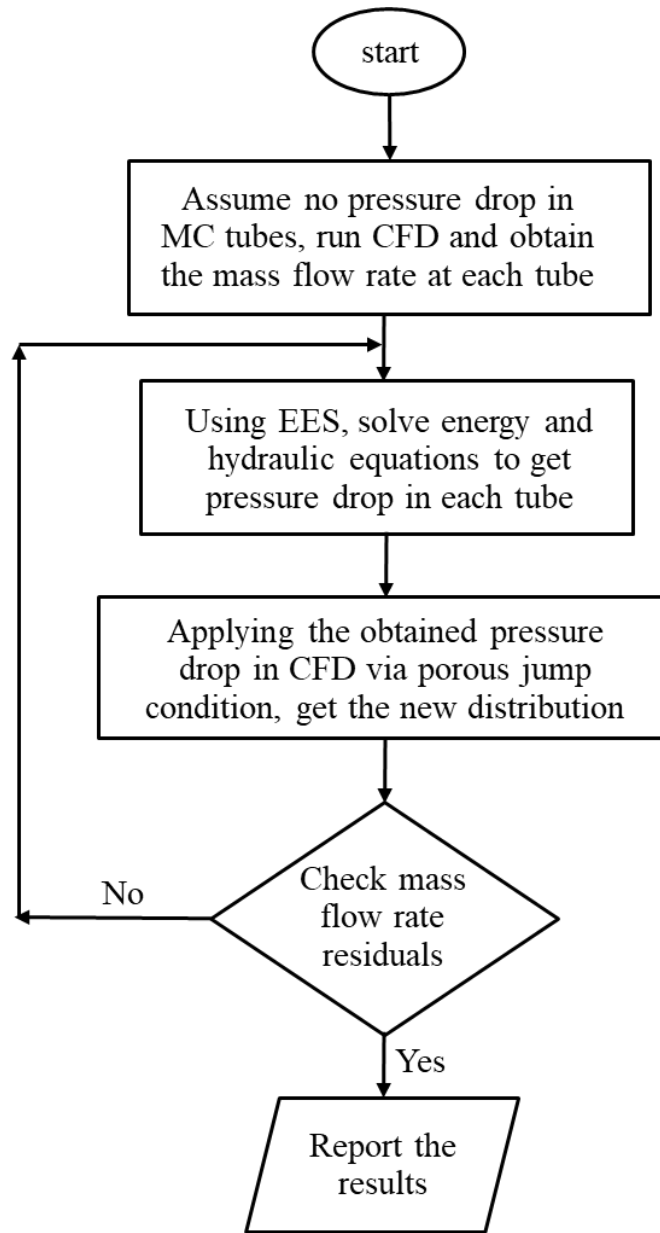 start
Assume no pressure drop in
MC tubes, run CFD and obtain
the mass flow rate at each tube
Using EES, solve energy and
hydraulic equations to get
pressure drop in each tube
Applying the obtained pressure
drop in CFD via porous jump
condition, get the new distribution
Check mass
flow rate
residuals
No
Yes
Report the
results